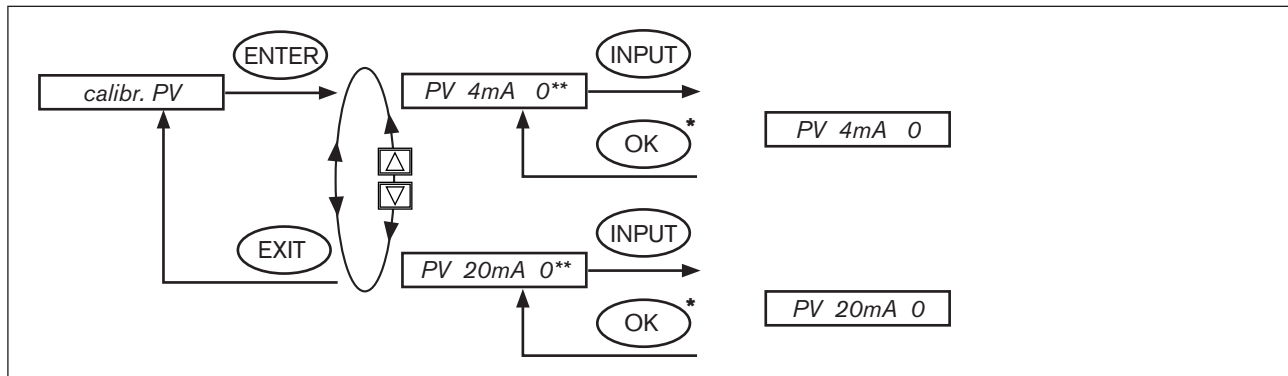 ENTER
INPUT
calibr. PV
PV 4mA 0**
OK*
PV 4mA 0
INPUT
EXIT
PV 20mA 0**
OK*
PV 20mA 0